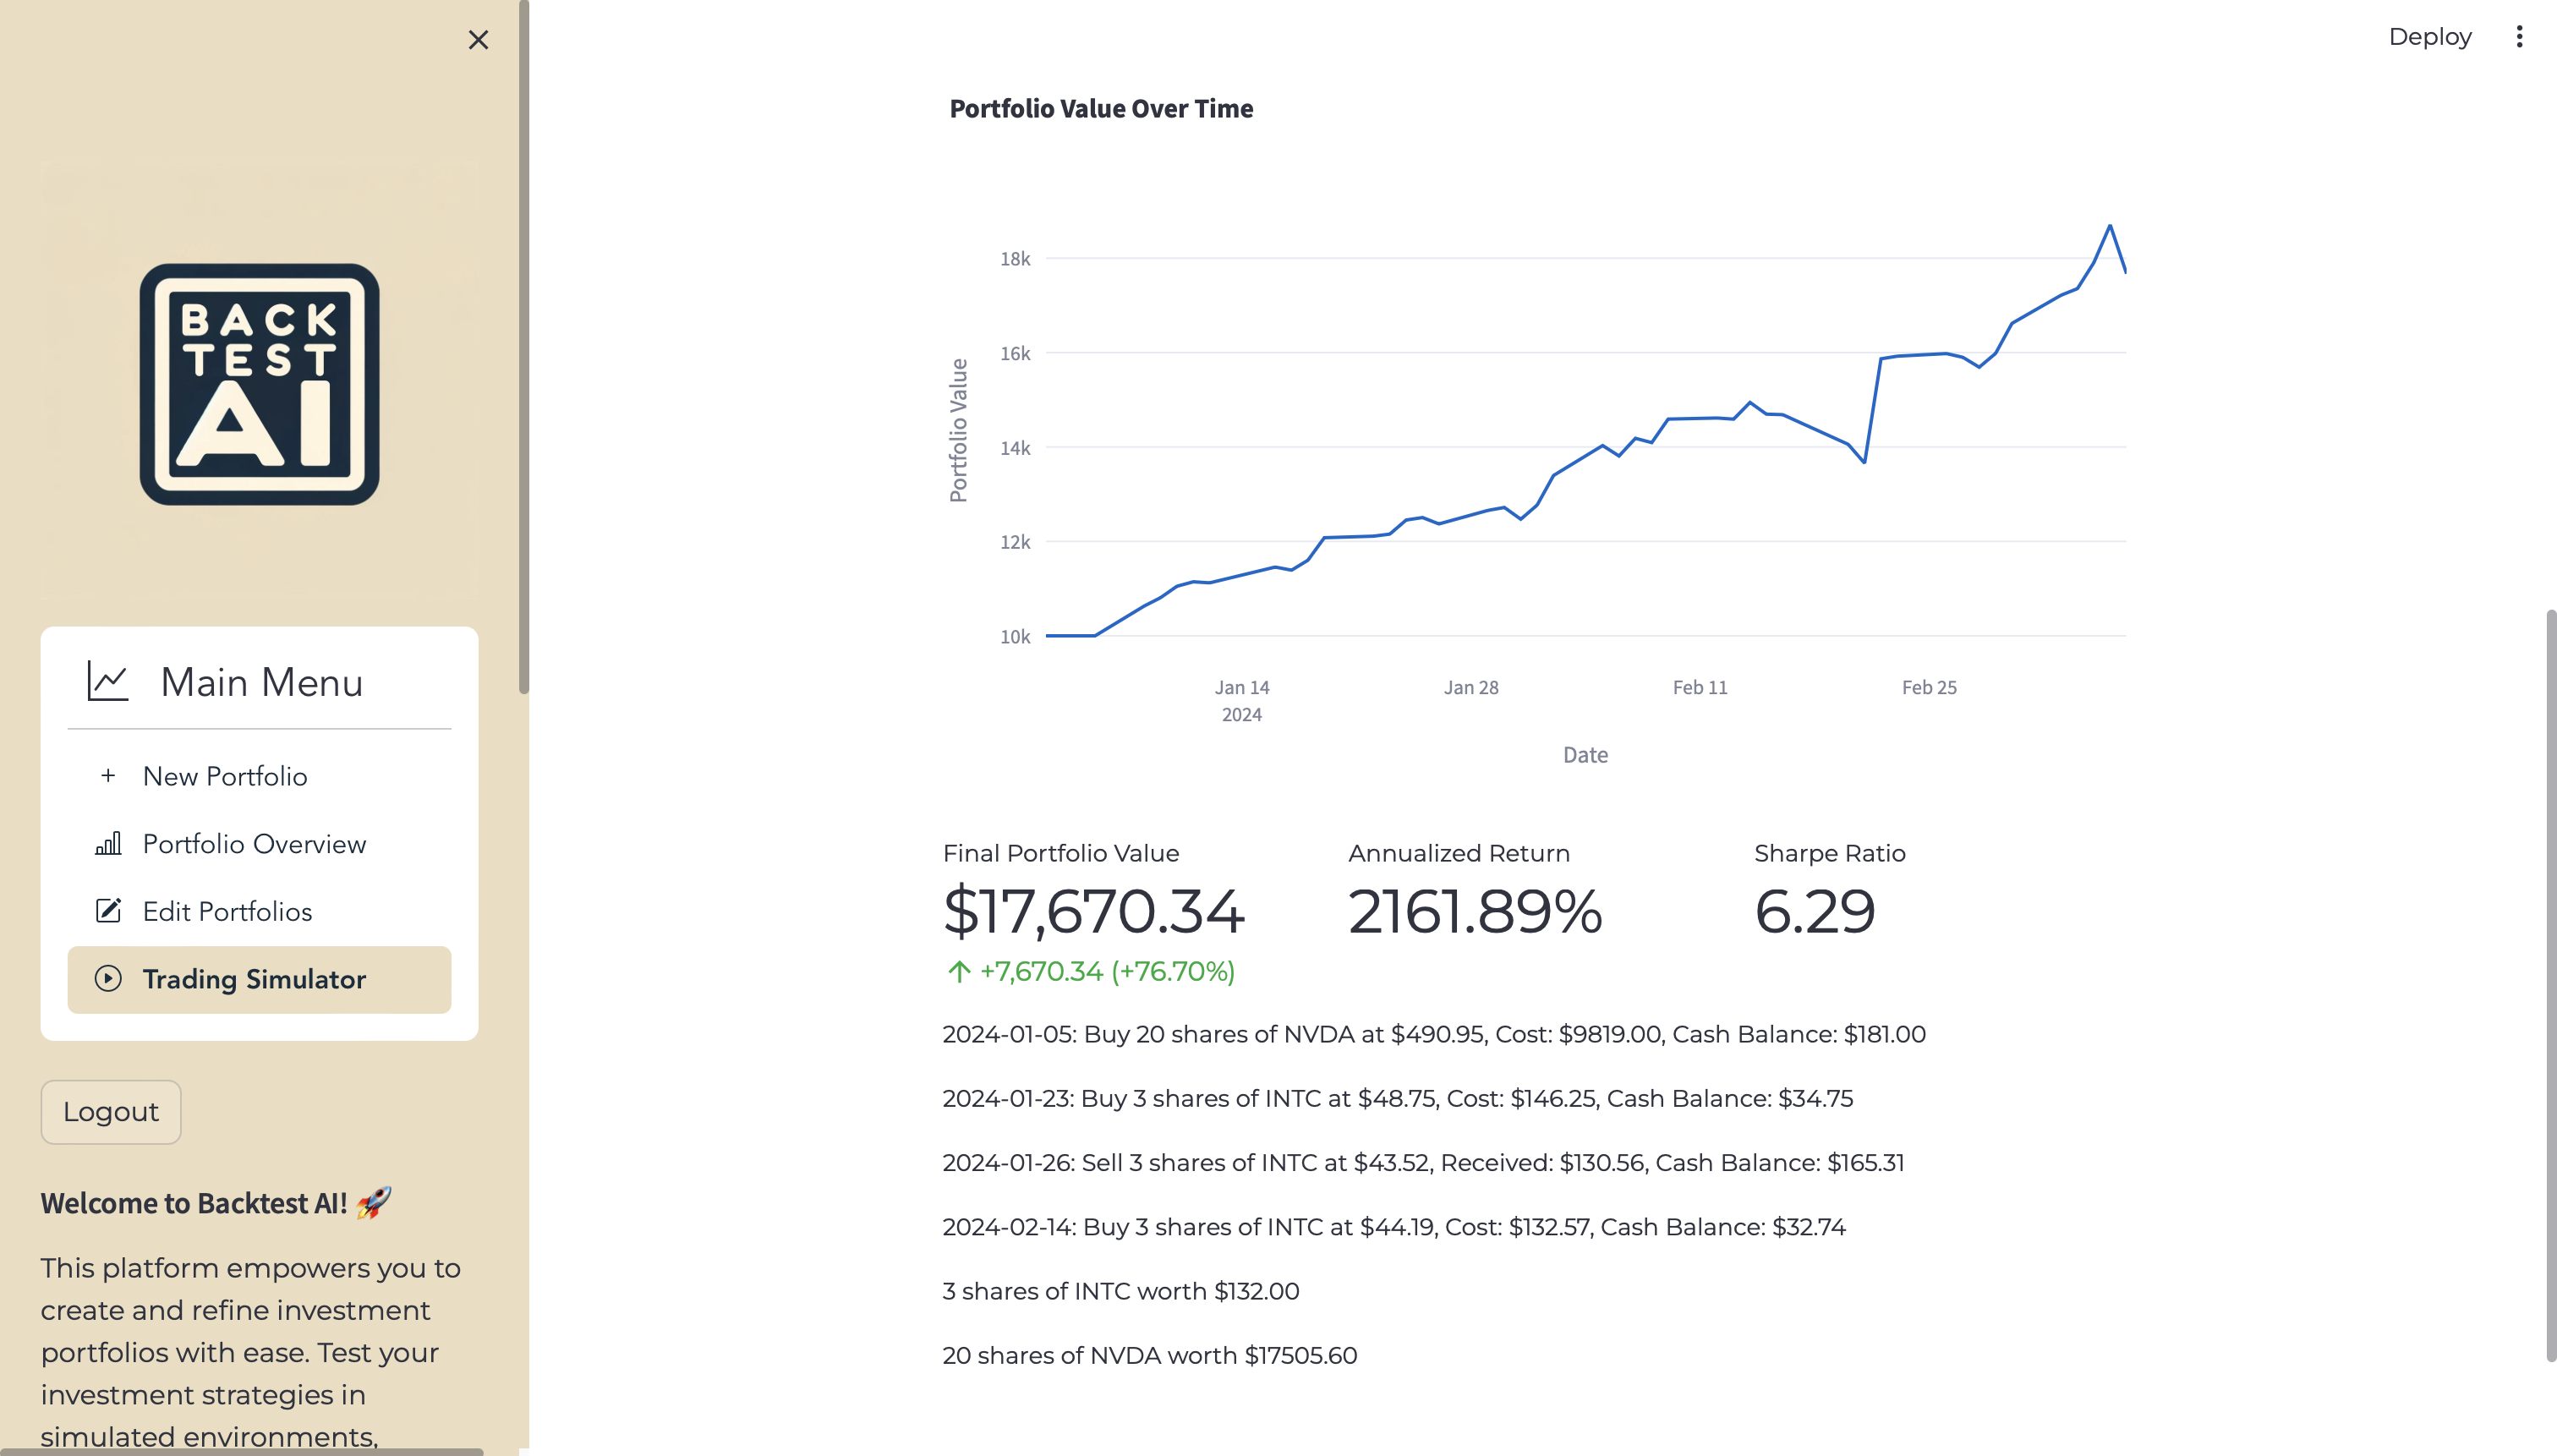 BACK
TEST
AI
Main Menu
+ New Portfolio
Portfolio Overview
Edit Portfolios
Trading Simulator
Logout
Welcome to Backtest AI! 🚀
This platform empowers you to
create and refine investment
portfolios with ease. Test your
investment strategies in
simulated environments,
Deploy
Portfolio Value Over Time
Portfolio Value
18k
16k
14k
12k
10k
Jan 14
2024
Jan 28
Feb 11
Feb 25
Date
Final Portfolio Value
$17,670.34
↑ +7,670.34 (+76.70%)
Annualized Return
2161.89%
Sharpe Ratio
6.29
2024-01-05: Buy 20 shares of NVDA at $490.95, Cost: $9819.00, Cash Balance: $181.00
2024-01-23: Buy 3 shares of INTC at $48.75, Cost: $146.25, Cash Balance: $34.75
2024-01-26: Sell 3 shares of INTC at $43.52, Received: $130.56, Cash Balance: $165.31
2024-02-14: Buy 3 shares of INTC at $44.19, Cost: $132.57, Cash Balance: $32.74
3 shares of INTC worth $132.00
20 shares of NVDA worth $17505.60